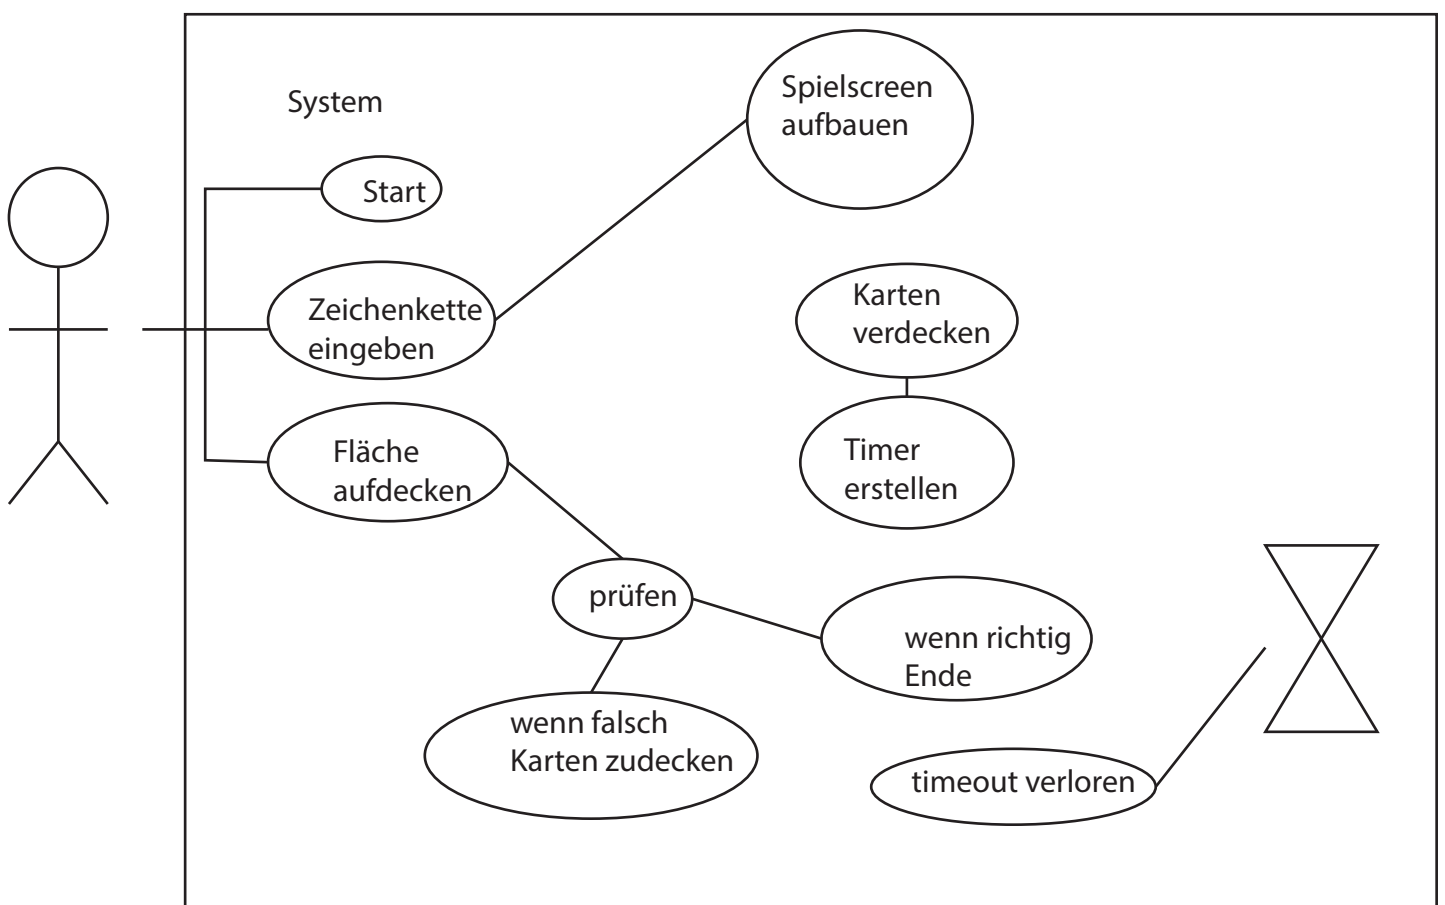 System
Spielscreen
aufbauen
Start
Zeichenkette
eingeben
Karten
verdecken
Fläche
aufdecken
Timer
erstellen
prüfen
wenn richtig
Ende
wenn falsch
Karten zudecken
timeout verloren